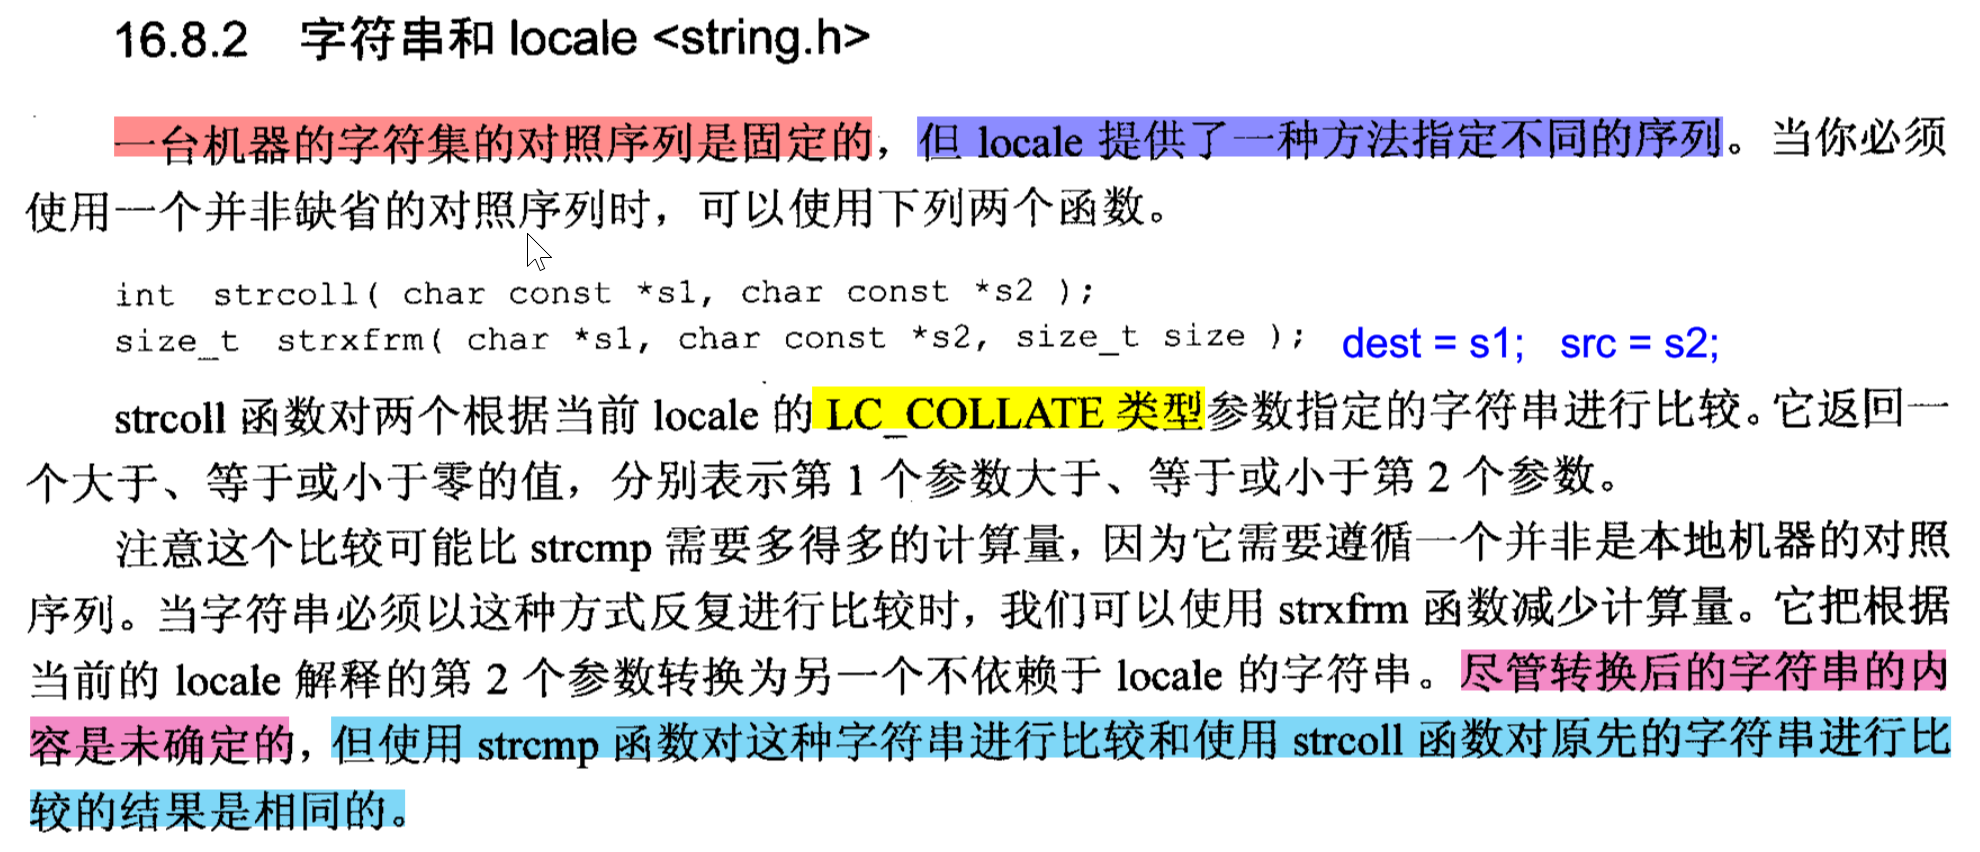 16.8.2 字符串和 locale <string.h>
一台机器的字符集的对照序列是固定的，但 locale 提供了一种方法指定不同的序列。当你必须
使用一个并非缺省的对照序列时，可以使用下列两个函数。
int strcoll( char const *s1, char const *s2 );
size_t strxfrm( char *s1, char const *s2, size_t size ); dest = s1; src = s2;
strcoll 函数对两个根据当前 locale 的 LC_COLLATE 类型参数指定的字符串进行比较。它返回一
个大于、等于或小于零的值，分别表示第 1 个参数大于、等于或小于第 2 个参数。
注意这个比较可能比 strcmp 需要多得多的计算量，因为它需要遵循一个并非是本地机器的对照
序列。当字符串必须以这种方式反复进行比较时，我们可以使用 strxfrm 函数减少计算量。它把根据
当前的 locale 解释的第 2 个参数转换为另一个不依赖于 locale 的字符串。尽管转换后的字符串的内
容是未确定的，但使用 strcmp 函数对这种字符串进行比较和使用 strcoll 函数对原先的字符串进行比
较的结果是相同的。